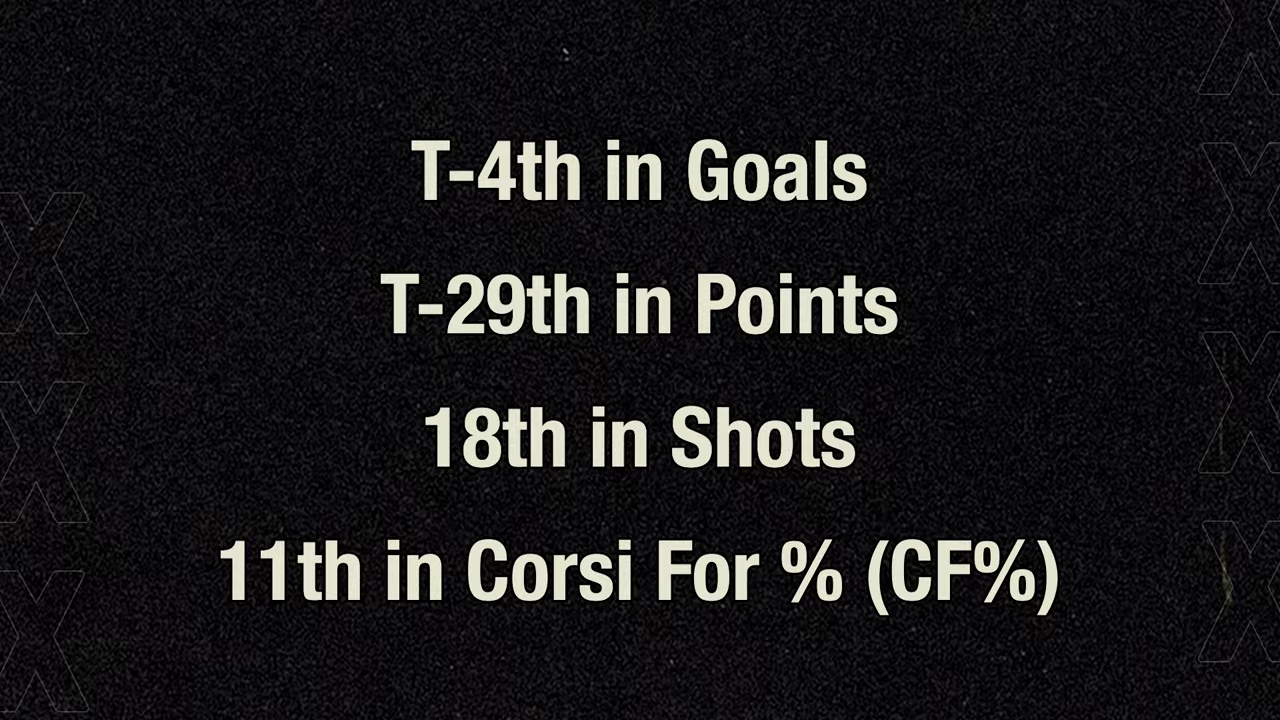 T-4th in Goals
T-29th in Points
18th in Shots
11th in Corsi For % (CF%)